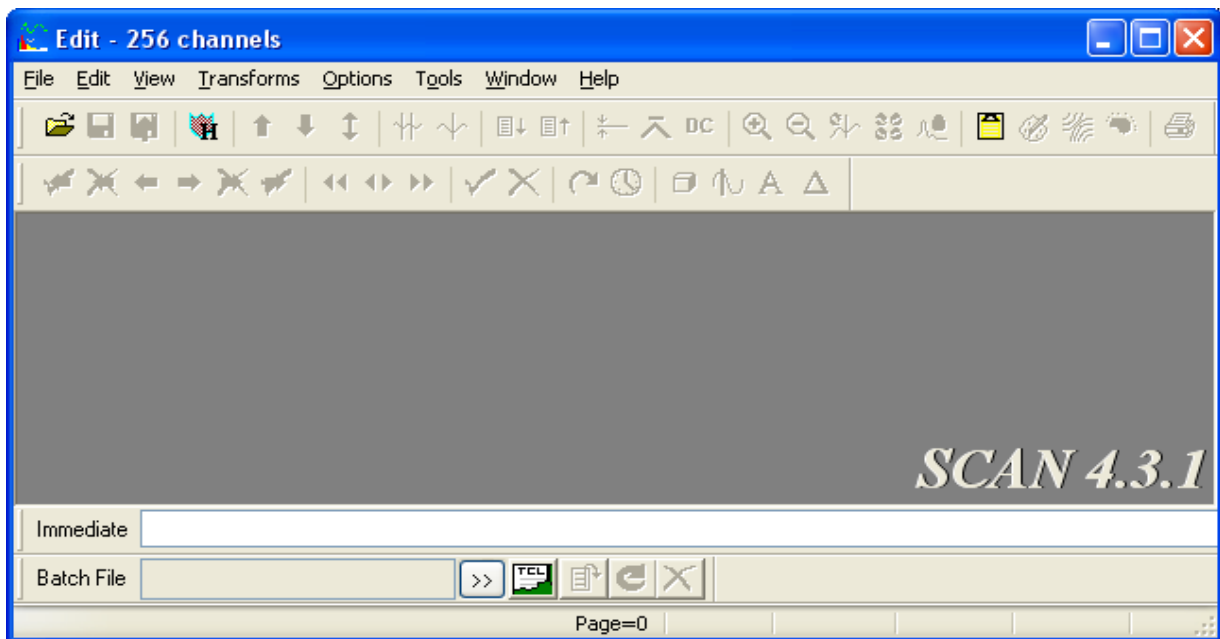 Edit - 256 channels
File Edit View Transforms Options Tools Window Help
H DC A
SCAN 4.3.1
Immediate
Batch File >> TCL
Page=0